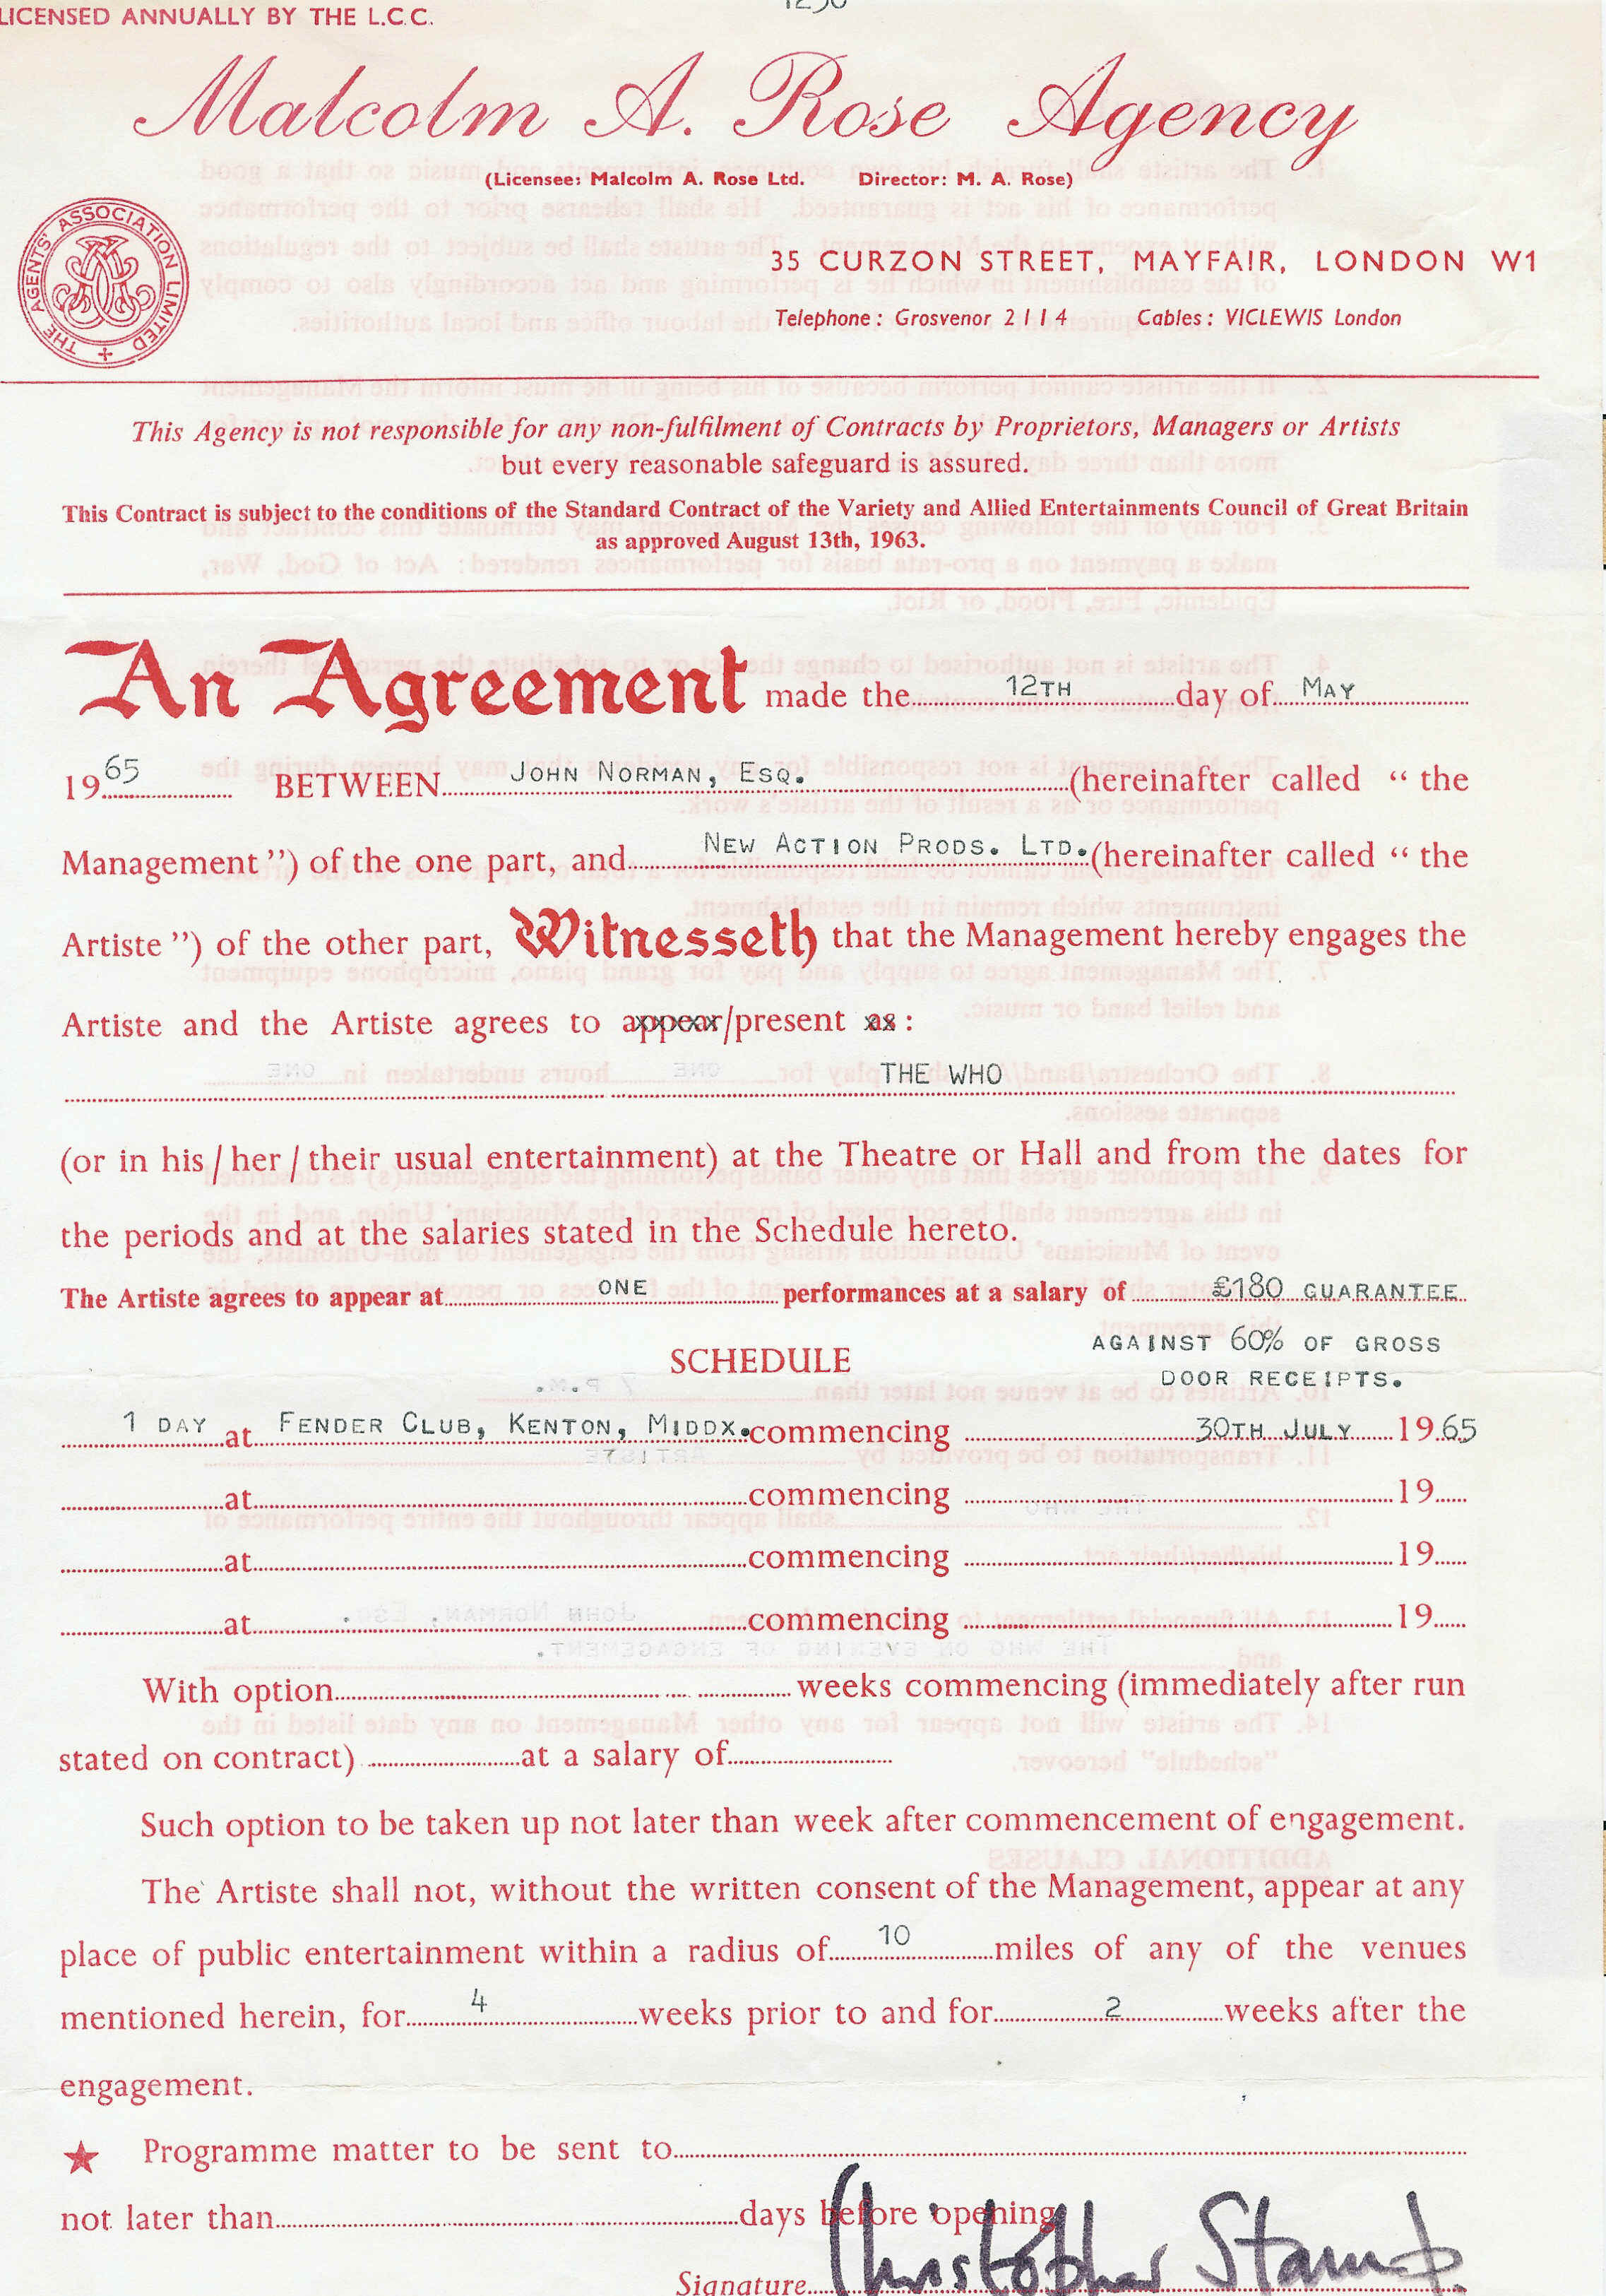 LICENSED ANNUALLY BY THE L.C.C.
Malcolm A. Rose Agency
(Licensee: Malcolm A. Rose Ltd. Director: M. A. Rose)
THE AGENTS' ASSOCIATION LIMITED
35 CURZON STREET, MAYFAIR, LONDON W1
Telephone: Grosvenor 2114 Cables: VICLEWIS London
This Agency is not responsible for any non-fulfilment of Contracts by Proprietors, Managers or Artists
but every reasonable safeguard is assured.
This Contract is subject to the conditions of the Standard Contract of the Variety and Allied Entertainments Council of Great Britain
as approved August 13th, 1963.
An Agreement made the 12TH day of MAY
1965 BETWEEN JOHN NORMAN, ESQ. (hereinafter called “ the
Management ”) of the one part, and NEW ACTION PRODS. LTD. (hereinafter called “ the
Artiste ”) of the other part, Witnesseth that the Management hereby engages the
Artiste and the Artiste agrees to appear/present as :
THE WHO
(or in his / her / their usual entertainment) at the Theatre or Hall and from the dates for
the periods and at the salaries stated in the Schedule hereto.
The Artiste agrees to appear at ONE performances at a salary of £180 GUARANTEE
AGAINST 60% OF GROSS
SCHEDULE
DOOR RECEIPTS.
1 DAY at FENDER CLUB, KENTON, MIDDX. commencing 30TH JULY 1965
at commencing 19
at commencing 19
at commencing 19
With option weeks commencing (immediately after run
stated on contract) at a salary of
Such option to be taken up not later than week after commencement of engagement.
The Artiste shall not, without the written consent of the Management, appear at any
place of public entertainment within a radius of 10 miles of any of the venues
mentioned herein, for 4 weeks prior to and for 2 weeks after the
engagement.
★ Programme matter to be sent to
not later than days before opening
Signature Christopher Stamp